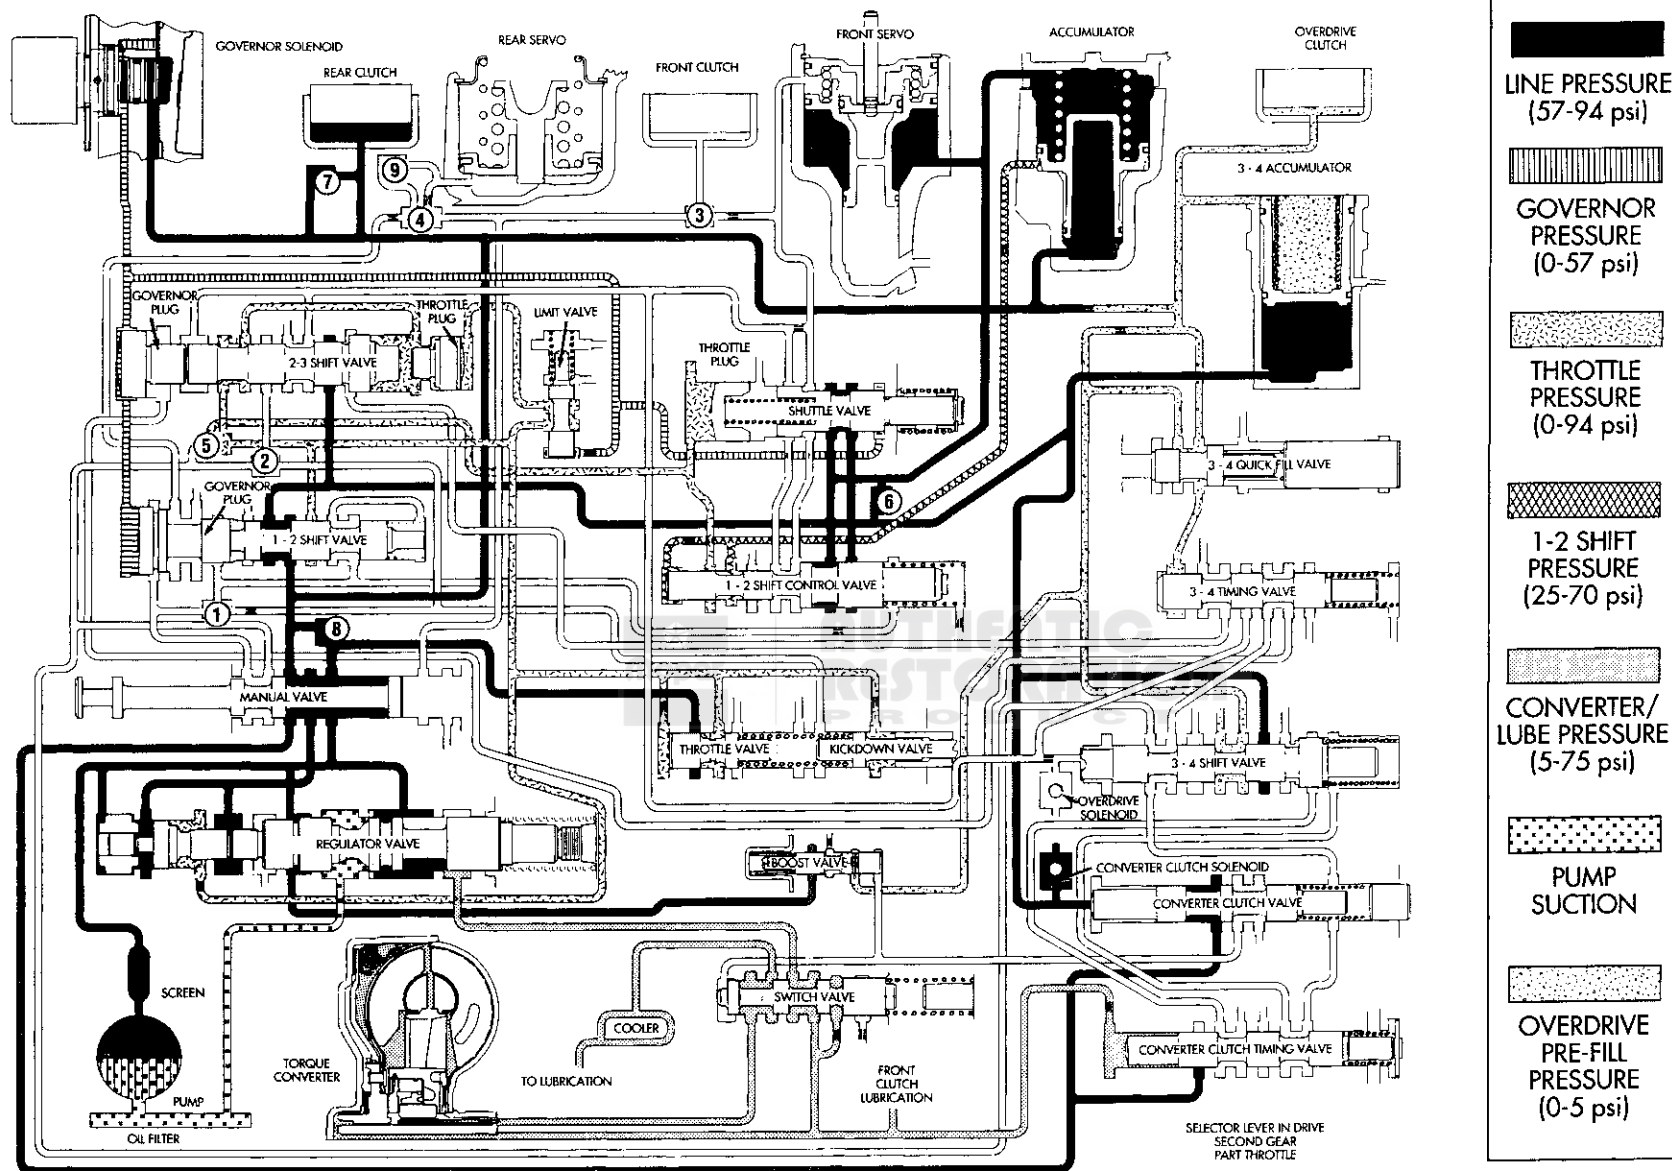 GOVERNOR SOLENOID
REAR CLUTCH
REAR SERVO
FRONT CLUTCH
FRONT SERVO
ACCUMULATOR
OVERDRIVE
CLUTCH
3 - 4 ACCUMULATOR
7
9
4
3
GOVERNOR
PLUG
THROTTLE
PLUG
LIMIT VALVE
2-3 SHIFT VALVE
THROTTLE
PLUG
SHUTTLE VALVE
5
2
GOVERNOR
PLUG
6
3 - 4 QUICK FILL VALVE
1 - 2 SHIFT VALVE
1 - 2 SHIFT CONTROL VALVE
3 - 4 TIMING VALVE
1
8
AUTHENTIC
RESTORATION
PRODUCT
MANUAL VALVE
THROTTLE VALVE
KICKDOWN VALVE
3 - 4 SHIFT VALVE
OVERDRIVE
SOLENOID
REGULATOR VALVE
BOOST VALVE
CONVERTER CLUTCH SOLENOID
CONVERTER CLUTCH VALVE
SCREEN
SWITCH VALVE
COOLER
CONVERTER CLUTCH TIMING VALVE
TORQUE
CONVERTER
TO LUBRICATION
FRONT
CLUTCH
LUBRICATION
PUMP
OIL FILTER
SELECTOR LEVER IN DRIVE
SECOND GEAR
PART THROTTLE
LINE PRESSURE
(57-94 psi)
GOVERNOR
PRESSURE
(0-57 psi)
THROTTLE
PRESSURE
(0-94 psi)
1-2 SHIFT
PRESSURE
(25-70 psi)
CONVERTER/
LUBE PRESSURE
(5-75 psi)
PUMP
SUCTION
OVERDRIVE
PRE-FILL
PRESSURE
(0-5 psi)